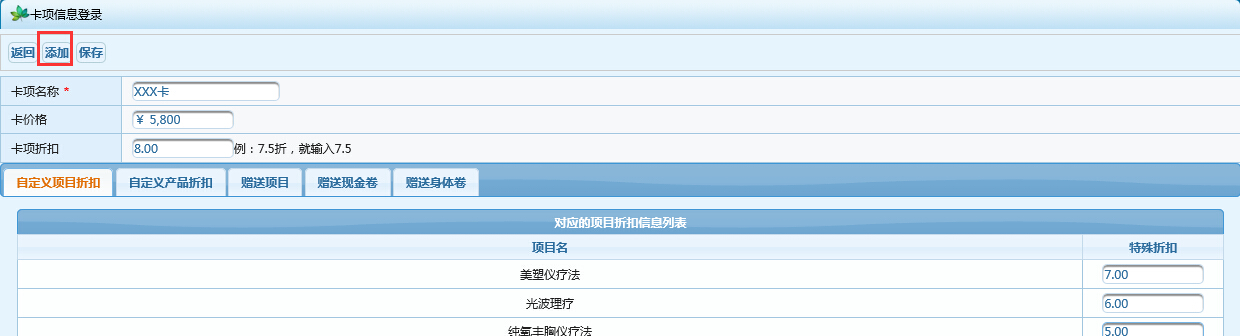 卡项信息登录
返回 添加 保存
卡项名称 * XXX卡
卡价格 ¥ 5,800
卡项折扣 8.00 例：7.5折，就输入7.5
自定义项目折扣 自定义产品折扣 赠送项目 赠送现金卷 赠送身体卷
对应的项目折扣信息列表
项目名 特殊折扣
美塑仪疗法 7.00
光波理疗 6.00
纯氧丰胸仪疗法 5.00